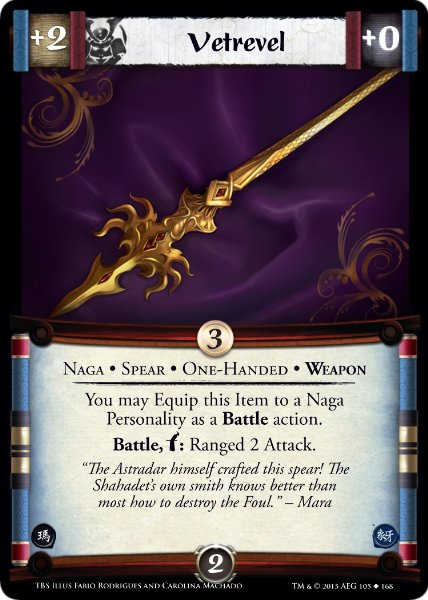 +2
Vetrevel
+0
3
Naga • Spear • One-Handed • Weapon
You may Equip this Item to a Naga
Personality as a Battle action.
Battle, : Ranged 2 Attack.
“The Astradar himself crafted this spear! The
Shahadet’s own smith knows better than
most how to destroy the Foul.” – Mara
2
TBS Illus Fabio Rodrigues and Carolina Machado
TM & © 2015 AEG 105 ◆ 168